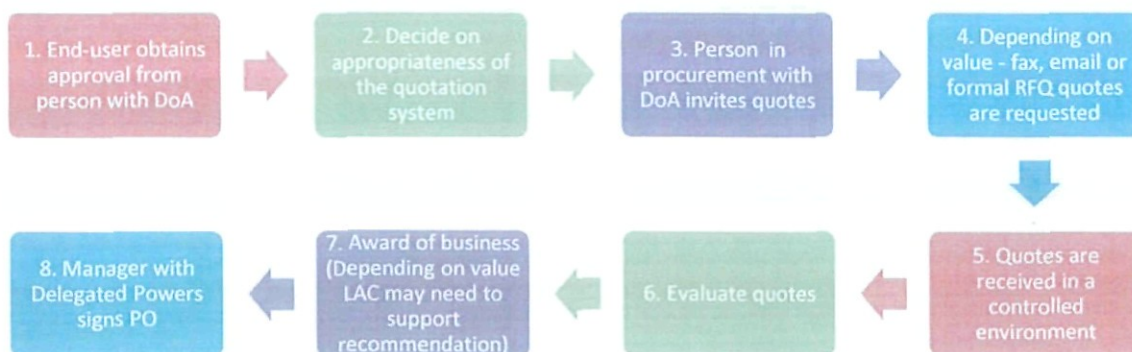 1. End-user obtains
approval from
person with DoA
2. Decide on
appropriateness of
the quotation
system
3. Person in
procurement with
DoA invites quotes
4. Depending on
value - fax, email or
formal RFQ quotes
are requested
5. Quotes are
received in a
controlled
environment
6. Evaluate quotes
7. Award of business
(Depending on value
LAC may need to
support
recommendation)
8. Manager with
Delegated Powers
signs PO